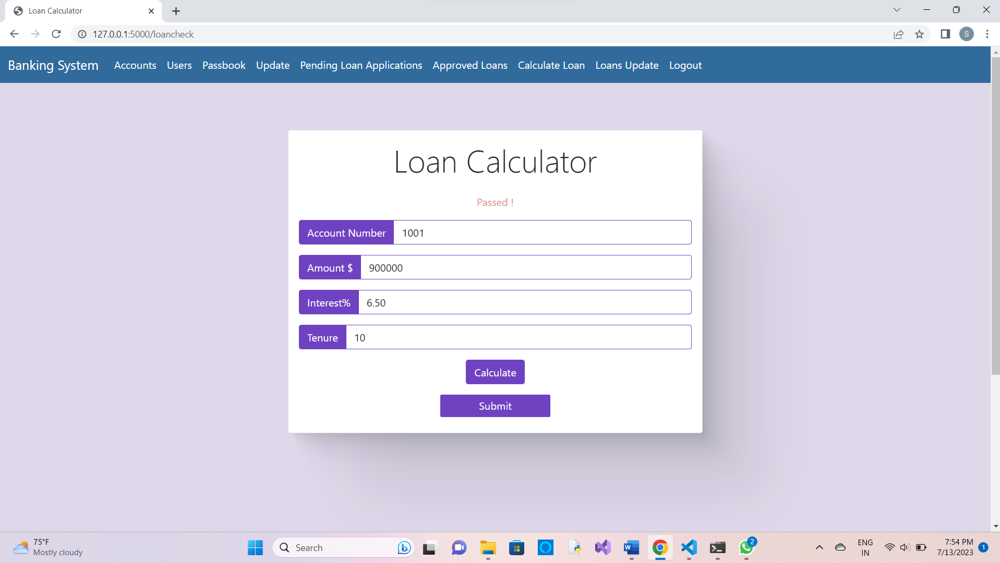 Loan Calculator
127.0.0.1:5000/loancheck
S
Banking System Accounts Users Passbook Update Pending Loan Applications Approved Loans Calculate Loan Loans Update Logout
Loan Calculator
Passed !
Account Number 1001
Amount $ 900000
Interest% 6.50
Tenure 10
Calculate
Submit
75°F
Mostly cloudy
Search
W
2
ENG
IN
7:54 PM
7/13/2023
1